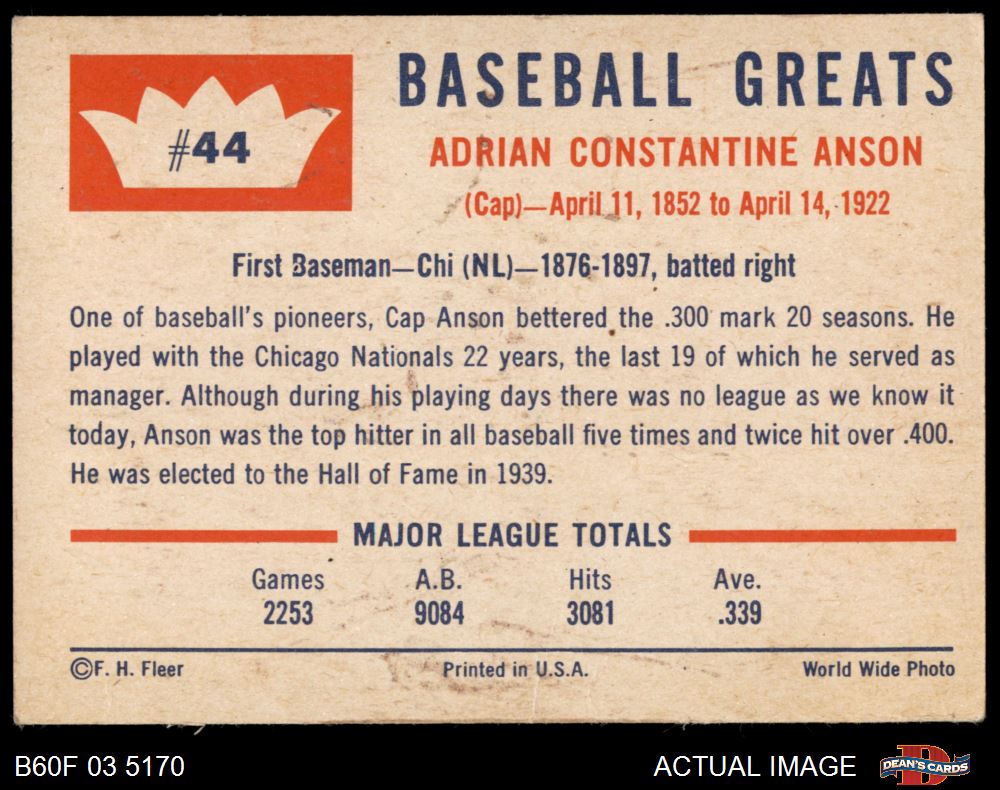 #44
BASEBALL GREATS
ADRIAN CONSTANTINE ANSON
(Cap)—April 11, 1852 to April 14, 1922
First Baseman—Chi (NL)—1876-1897, batted right
One of baseball's pioneers, Cap Anson bettered the .300 mark 20 seasons. He
played with the Chicago Nationals 22 years, the last 19 of which he served as
manager. Although during his playing days there was no league as we know it
today, Anson was the top hitter in all baseball five times and twice hit over .400.
He was elected to the Hall of Fame in 1939.
MAJOR LEAGUE TOTALS
Games A.B. Hits Ave.
2253 9084 3081 .339
©F. H. Fleer Printed in U.S.A. World Wide Photo
B60F 03 5170 ACTUAL IMAGE DEAN'S CARDS